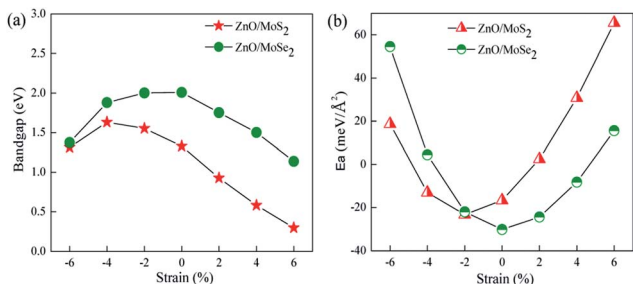 (a)
3.0
2.5
2.0
1.5
1.0
0.5
0.0
Bandgap (eV)
ZnO/MoS2
ZnO/MoSe2
-6 -4 -2 0 2 4 6
Strain (%)
(b)
60
40
20
0
-20
-40
Ea (meV/Å²)
ZnO/MoS2
ZnO/MoSe2
-6 -4 -2 0 2 4 6
Strain (%)